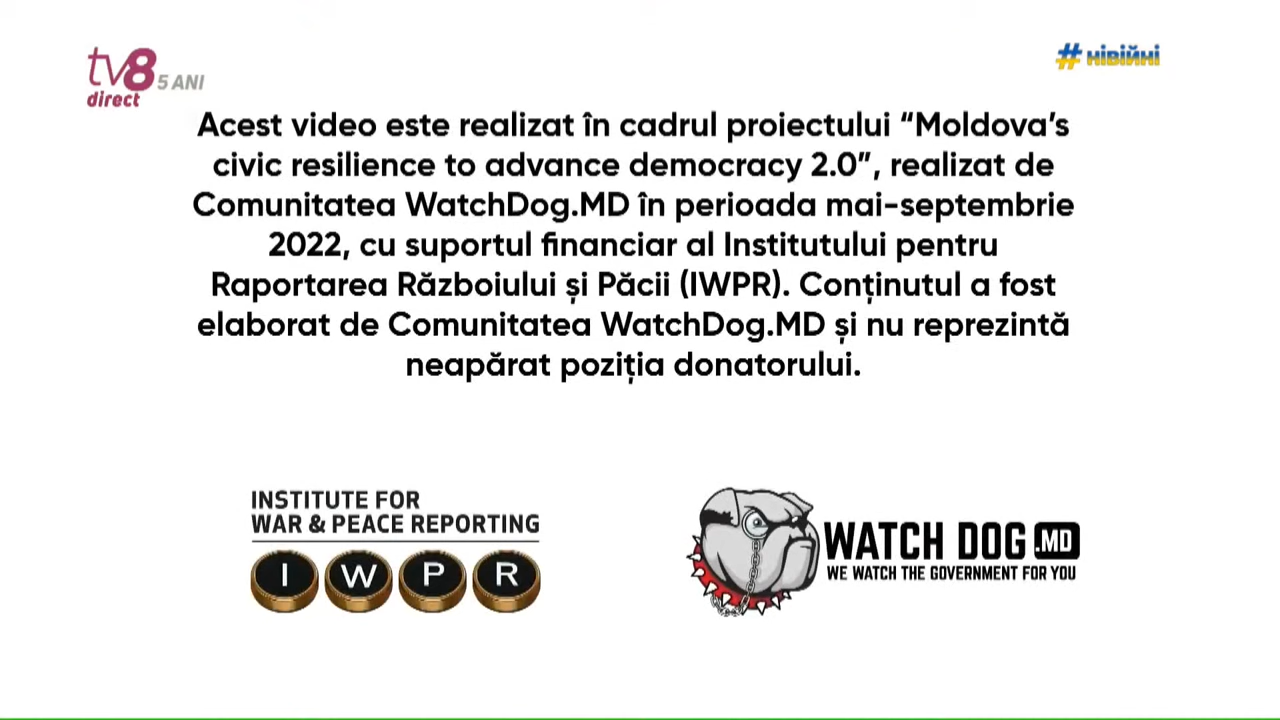 tv8 5 ANI
direct
#нівійні
Acest video este realizat în cadrul proiectului “Moldova’s
civic resilience to advance democracy 2.0”, realizat de
Comunitatea WatchDog.MD în perioada mai-septembrie
2022, cu suportul financiar al Institutului pentru
Raportarea Războiului și Păcii (IWPR). Conținutul a fost
elaborat de Comunitatea WatchDog.MD și nu reprezintă
neapărat poziția donatorului.
INSTITUTE FOR
WAR & PEACE REPORTING
I W P R
WATCH DOG .MD
WE WATCH THE GOVERNMENT FOR YOU